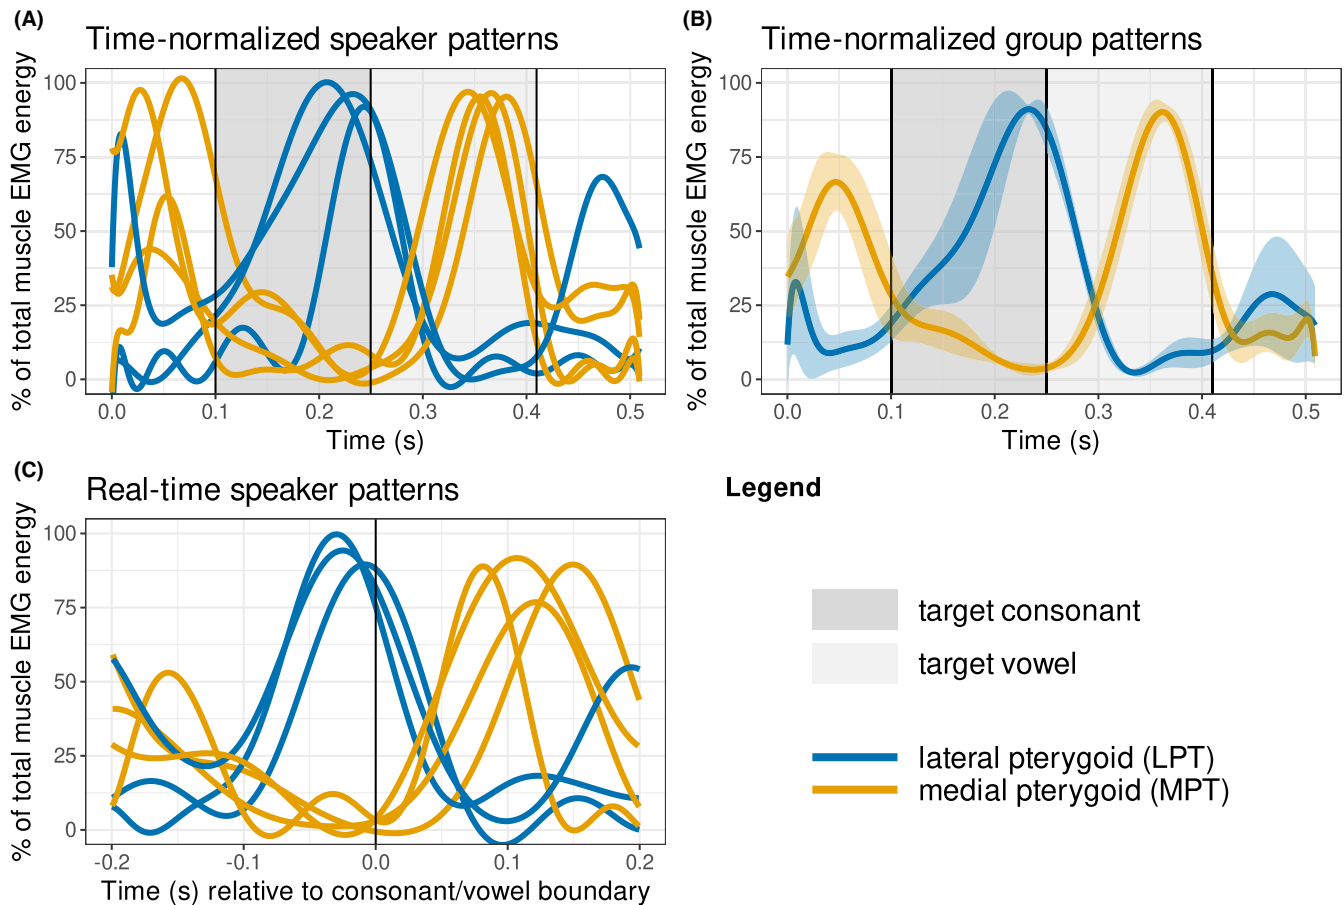 (A)
Time-normalized speaker patterns
% of total muscle EMG energy
100
75
50
25
0
0.0 0.1 0.2 0.3 0.4 0.5
Time (s)
(B)
Time-normalized group patterns
% of total muscle EMG energy
100
75
50
25
0
0.0 0.1 0.2 0.3 0.4 0.5
Time (s)
(C)
Real-time speaker patterns
% of total muscle EMG energy
100
75
50
25
0
-0.2 -0.1 0.0 0.1 0.2
Time (s) relative to consonant/vowel boundary
Legend
target consonant
target vowel
lateral pterygoid (LPT)
medial pterygoid (MPT)